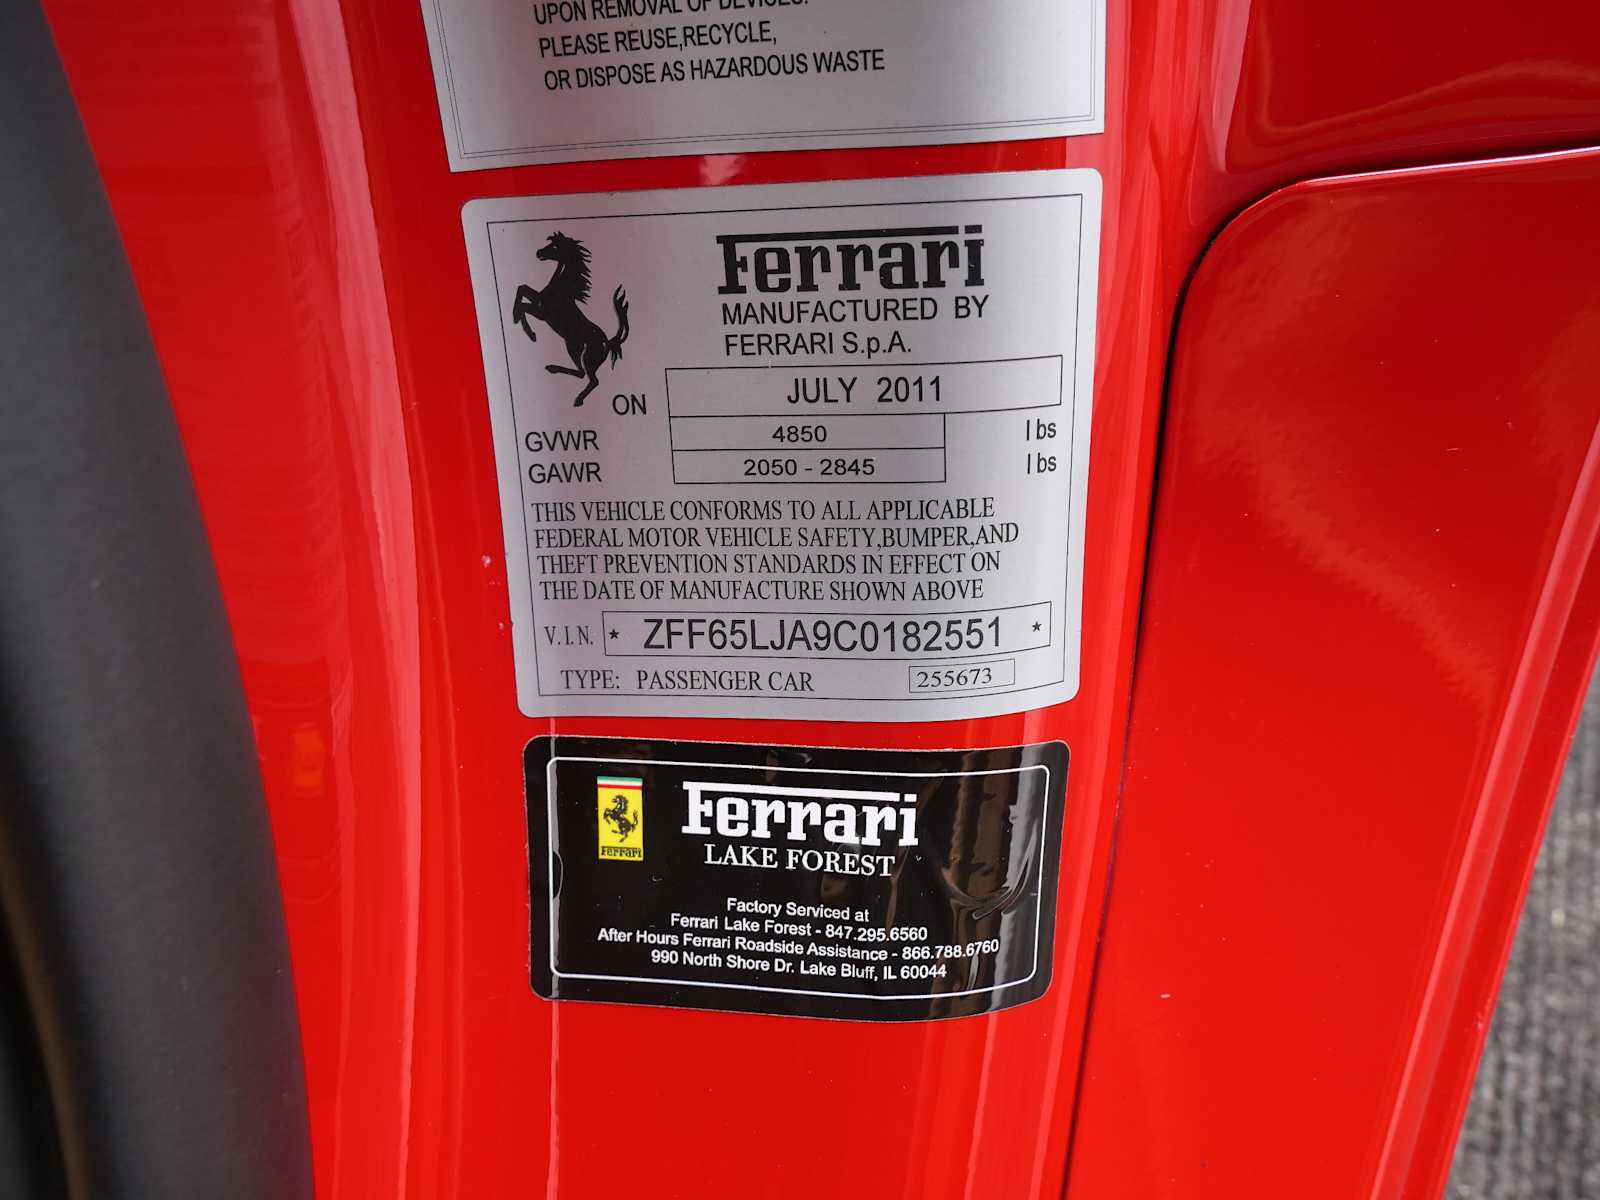 UPON REMOVAL OF DEVICES.
PLEASE REUSE,RECYCLE,
OR DISPOSE AS HAZARDOUS WASTE
Ferrari
MANUFACTURED BY
FERRARI S.p.A.
ON JULY 2011
GVWR 4850 lbs
GAWR 2050 - 2845 lbs
THIS VEHICLE CONFORMS TO ALL APPLICABLE
FEDERAL MOTOR VEHICLE SAFETY,BUMPER,AND
THEFT PREVENTION STANDARDS IN EFFECT ON
THE DATE OF MANUFACTURE SHOWN ABOVE
V.I.N. * ZFF65LJA9C0182551 *
TYPE: PASSENGER CAR 255673
Ferrari
Ferrari
LAKE FOREST
Factory Serviced at
Ferrari Lake Forest - 847.295.6560
After Hours Ferrari Roadside Assistance - 866.788.6760
990 North Shore Dr. Lake Bluff, IL 60044